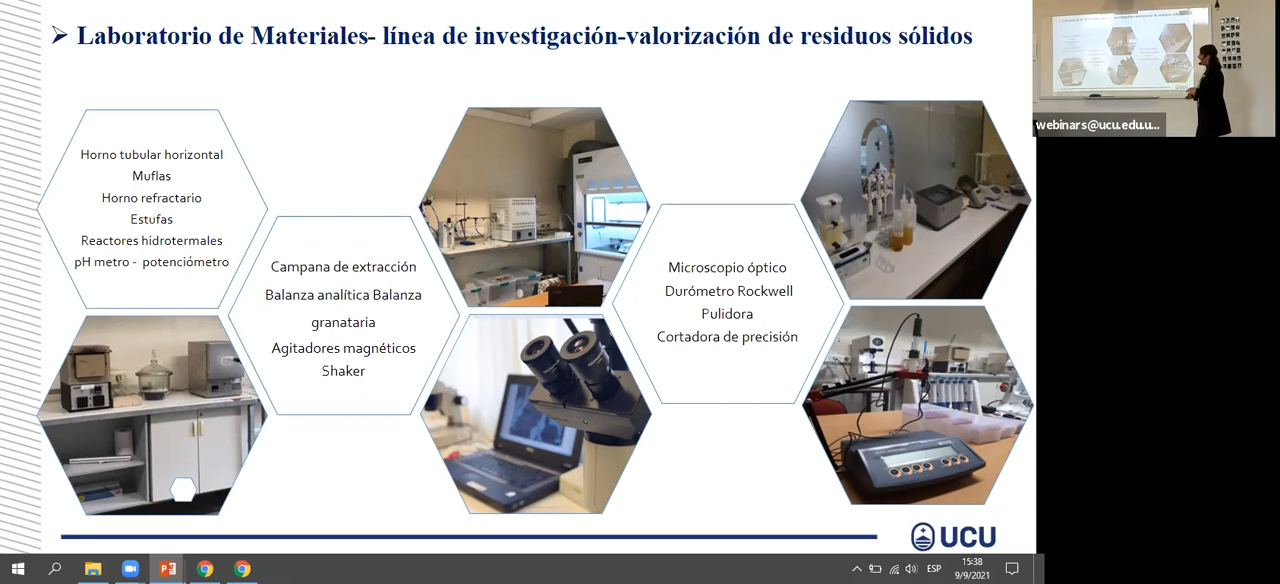 Laboratorio de Materiales- línea de investigación-valorización de residuos sólidos
Horno tubular horizontal
Muflas
Horno refractario
Estufas
Reactores hidrotermales
pH metro - potenciómetro
Campana de extracción
Balanza analítica Balanza
granataria
Agitadores magnéticos
Shaker
Microscopio óptico
Durómetro Rockwell
Pulidora
Cortadora de precisión
UCU
webinars@ucu.edu.u...
ESP
15:38
9/9/2021